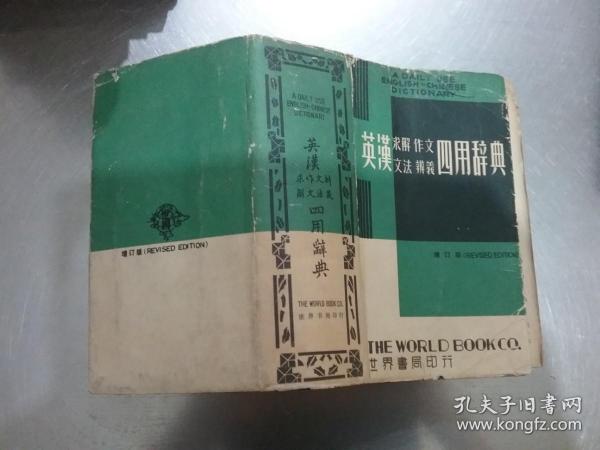 增订版(REVISED EDITION)
A DAILY USE
ENGLISH-CHINESE
DICTIONARY
英漢
求作文辨
解文法義
四用辭典
THE WORLD BOOK CO.
世界書局印行
A DAILY USE
ENGLISH-CHINESE
DICTIONARY
英漢 求解 作文 四用辞典
文法 辨義
增订版(REVISED EDITION)
THE WORLD BOOK CO.
世界書局印行
孔夫子旧书网
www.kongfz.com